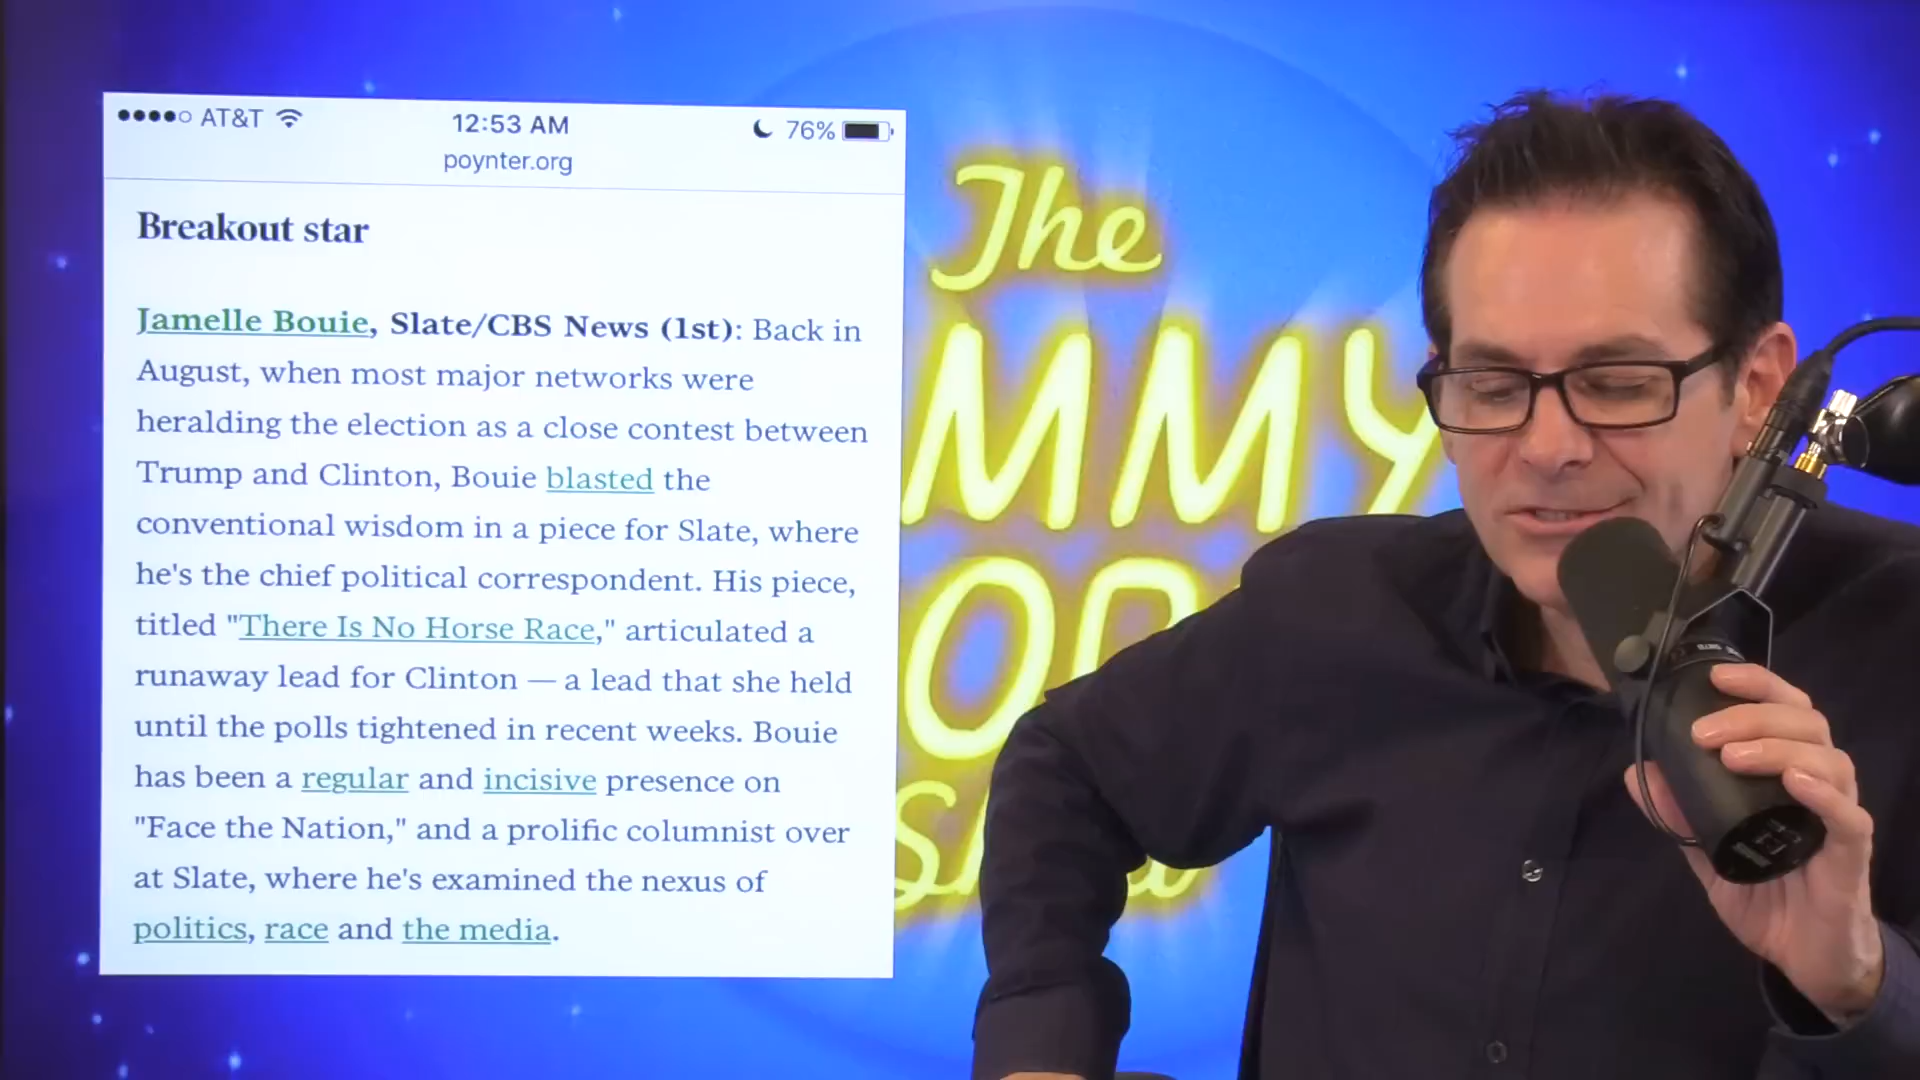 ●●●●○ AT&T 12:53 AM 76%
poynter.org
Breakout star
Jamelle Bouie, Slate/CBS News (1st): Back in
August, when most major networks were
heralding the election as a close contest between
Trump and Clinton, Bouie blasted the
conventional wisdom in a piece for Slate, where
he's the chief political correspondent. His piece,
titled "There Is No Horse Race," articulated a
runaway lead for Clinton — a lead that she held
until the polls tightened in recent weeks. Bouie
has been a regular and incisive presence on
"Face the Nation," and a prolific columnist over
at Slate, where he's examined the nexus of
politics, race and the media.
The
MMY